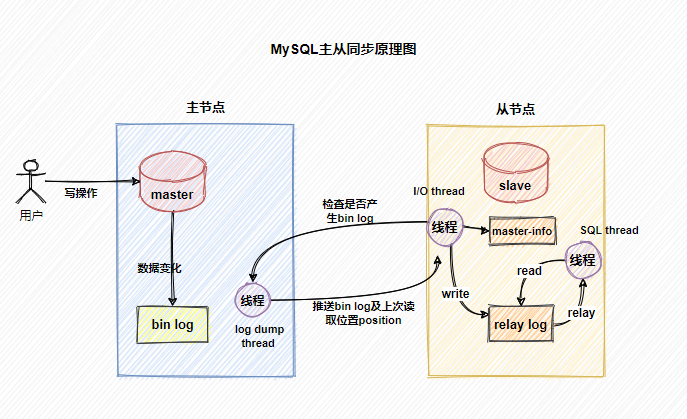 MySQL主从同步原理图
主节点
从节点
写操作
用户
master
数据变化
bin log
线程
log dump
thread
检查是否产
生bin log
推送bin log及上次读
取位置position
I/O thread
线程
slave
master-info
SQL thread
线程
read
write
relay log
relay